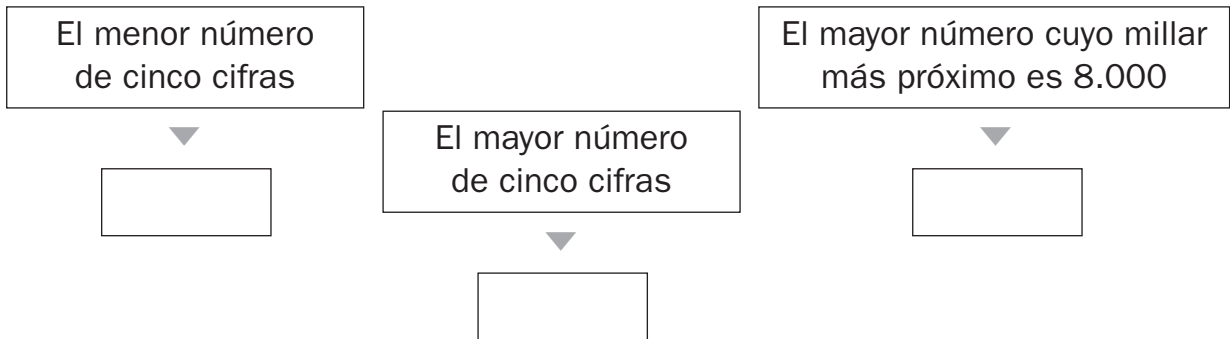 El menor número
de cinco cifras
El mayor número
de cinco cifras
El mayor número cuyo millar
más próximo es 8.000